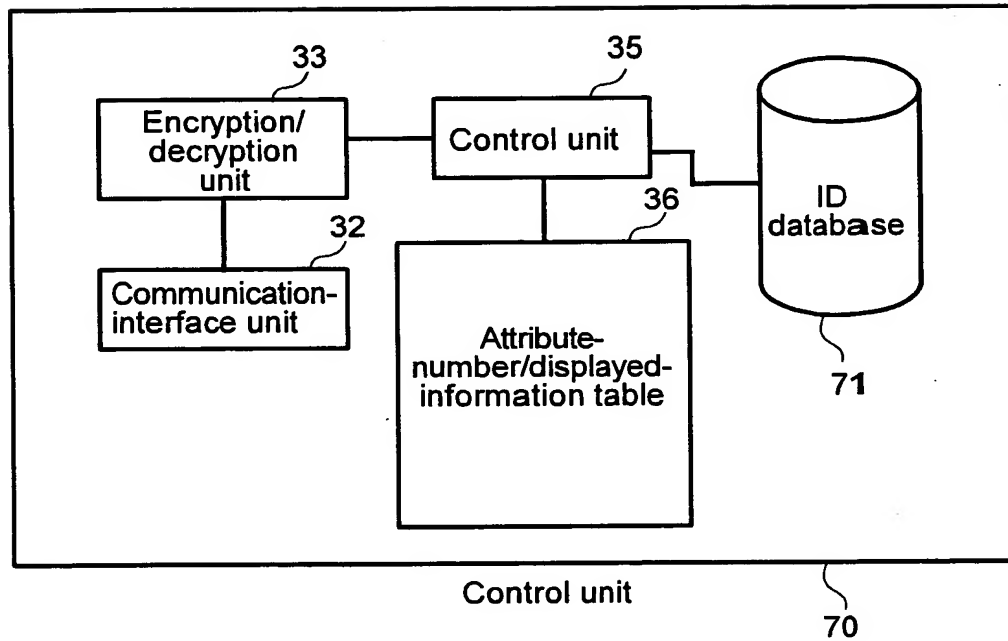 33
Encryption/
decryption
unit
35
Control unit
ID
database
71
32
Communication-
interface unit
36
Attribute-
number/displayed-
information table
Control unit
70